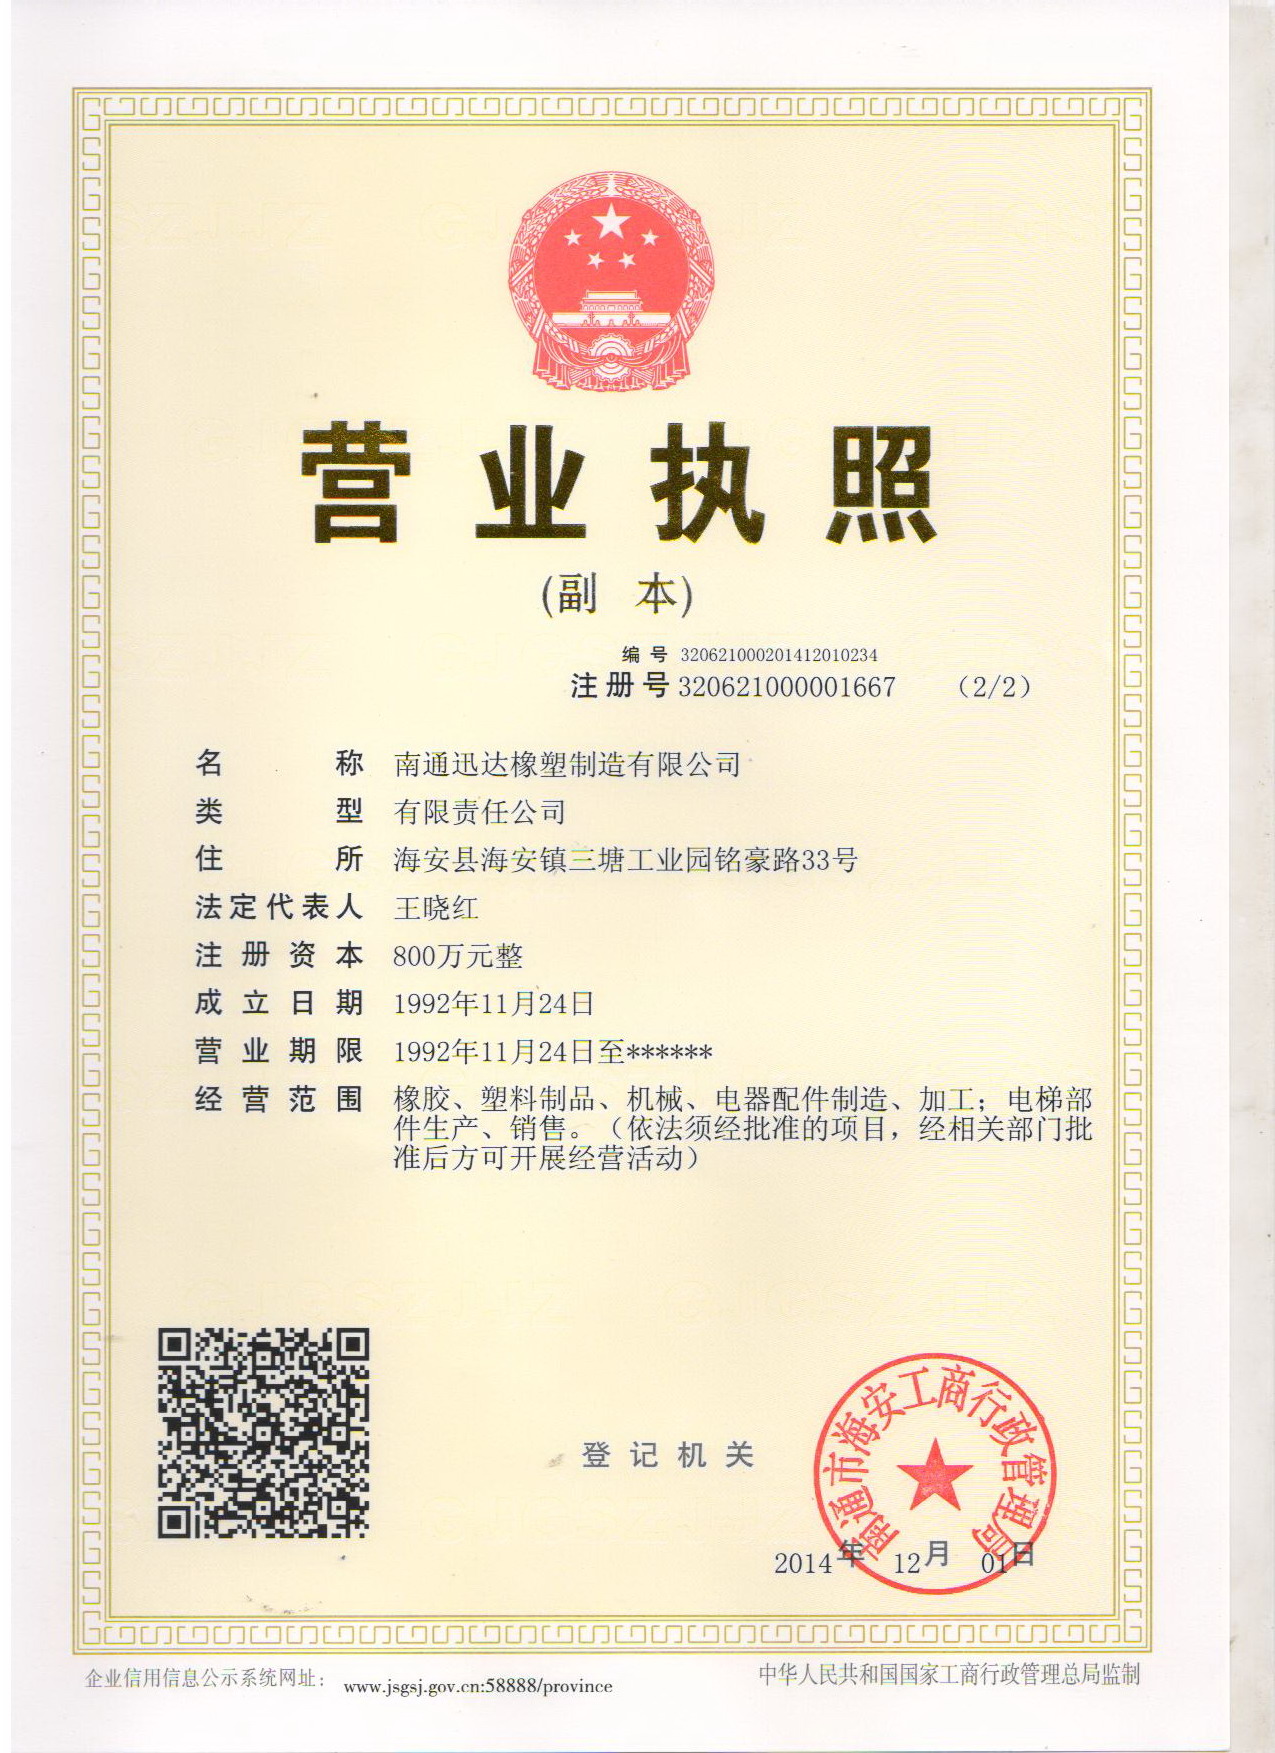 营业执照
(副 本)
编 号 320621000201412010234
注册号 320621000001667 （2/2）
名 称 南通迅达橡塑制造有限公司
类 型 有限责任公司
住 所 海安县海安镇三塘工业园铭豪路33号
法定代表人 王晓红
注 册 资 本 800万元整
成 立 日 期 1992年11月24日
营 业 期 限 1992年11月24日至******
经 营 范 围 橡胶、塑料制品、机械、电器配件制造、加工；电梯部
件生产、销售。（依法须经批准的项目，经相关部门批
准后方可开展经营活动）
登 记 机 关
南通市海安工商行政管理局
2014 年 12 月 01 日
企业信用信息公示系统网址： www.jsgsj.gov.cn:58888/province
中华人民共和国国家工商行政管理总局监制